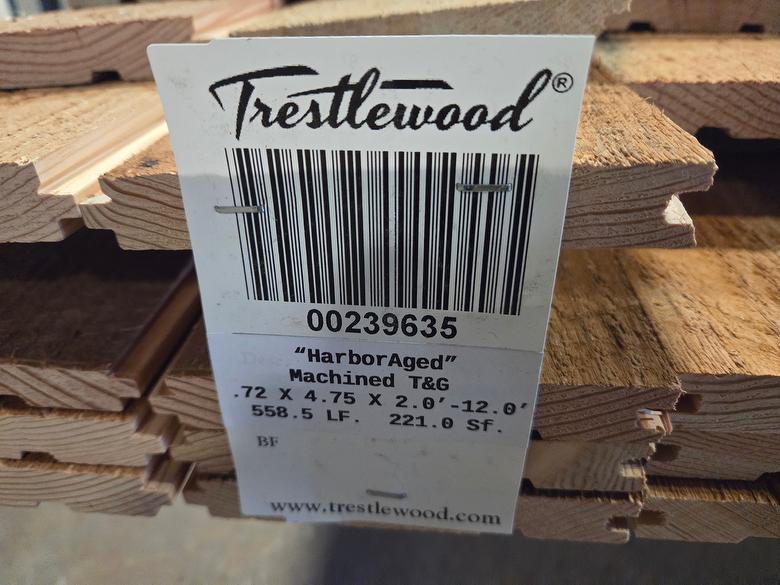 Trestlewood®
00239635
"HarborAged"
Machined T&G
.72 X 4.75 X 2.0'-12.0'
558.5 LF. 221.0 Sf.
BF
www.trestlewood.com